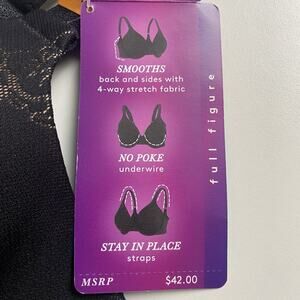 SMOOTHS
back and sides with
4-way stretch fabric
NO POKE
underwire
STAY IN PLACE
straps
full figure
MSRP $42.00